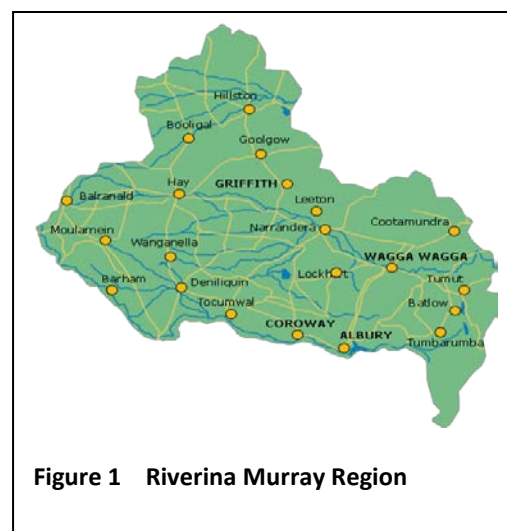 Hillston
Booligal
Goolgow
Hay
GRIFFITH
Balranald
Leeton
Cootamundra
Narrandera
Moulamein
Wanganella
WAGGA WAGGA
Lockhart
Barham
Deniliquin
Tumut
Tocumwal
Batlow
COROWAY
ALBURY
Tumbarumba
Figure 1 Riverina Murray Region